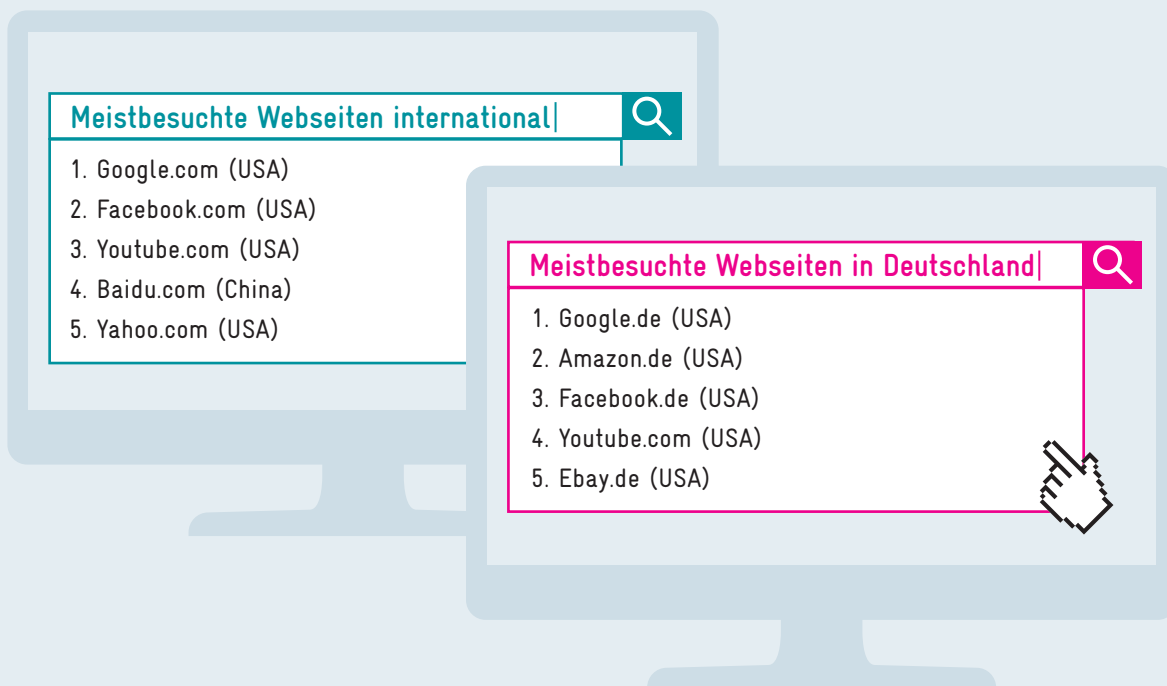 Meistbesuchte Webseiten international
1. Google.com (USA)
2. Facebook.com (USA)
3. Youtube.com (USA)
4. Baidu.com (China)
5. Yahoo.com (USA)
Meistbesuchte Webseiten in Deutschland
1. Google.de (USA)
2. Amazon.de (USA)
3. Facebook.de (USA)
4. Youtube.com (USA)
5. Ebay.de (USA)